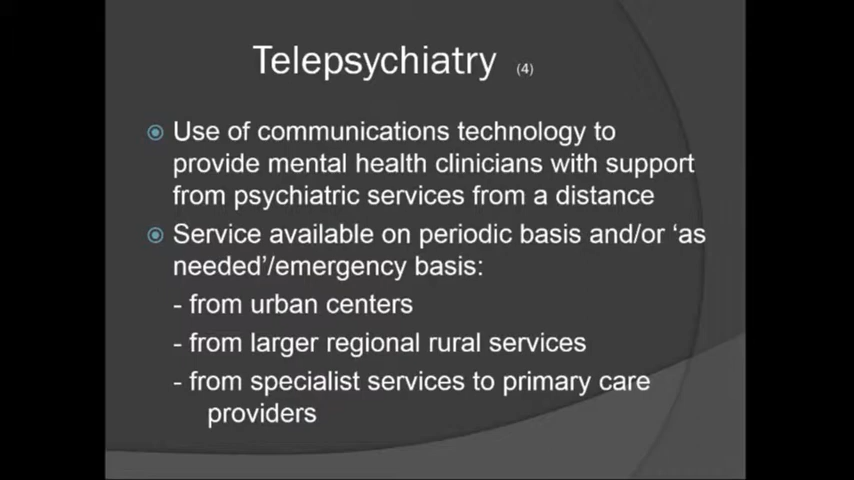 Telepsychiatry (4)
Use of communications technology to
provide mental health clinicians with support
from psychiatric services from a distance
Service available on periodic basis and/or ‘as
needed’/emergency basis:
- from urban centers
- from larger regional rural services
- from specialist services to primary care
providers